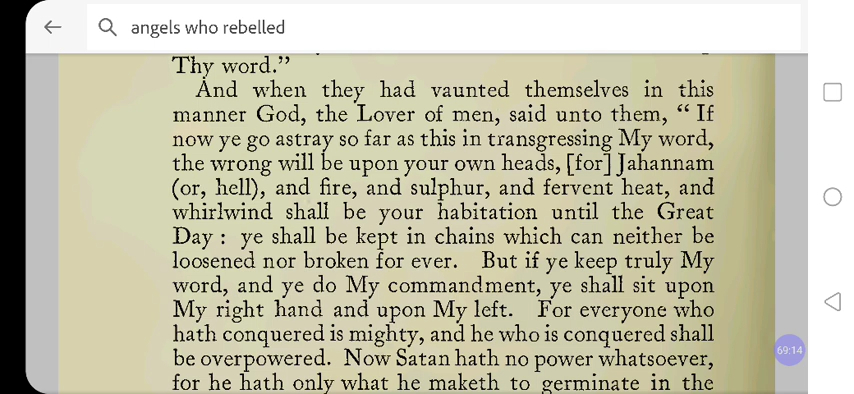 angels who rebelled
Thy word.”
And when they had vaunted themselves in this
manner God, the Lover of men, said unto them, “ If
now ye go astray so far as this in transgressing My word,
the wrong will be upon your own heads, [for] Jahannam
(or, hell), and fire, and sulphur, and fervent heat, and
whirlwind shall be your habitation until the Great
Day : ye shall be kept in chains which can neither be
loosened nor broken for ever. But if ye keep truly My
word, and ye do My commandment, ye shall sit upon
My right hand and upon My left. For everyone who
hath conquered is mighty, and he who is conquered shall
be overpowered. Now Satan hath no power whatsoever,
for he hath only what he maketh to germinate in the
69:14